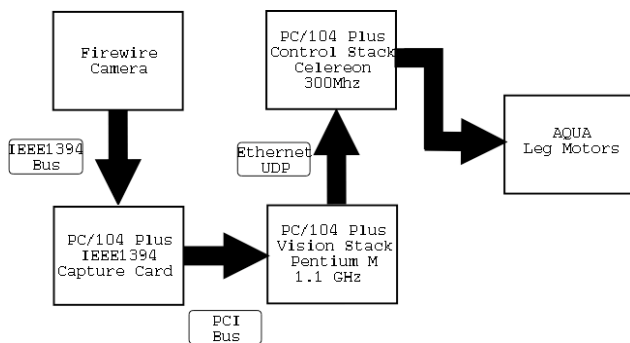 Firewire
Camera
PC/104 Plus
Control Stack
Celereon
300Mhz
AQUA
Leg Motors
IEEE1394
Bus
Ethernet
UDP
PC/104 Plus
IEEE1394
Capture Card
PC/104 Plus
Vision Stack
Pentium M
1.1 GHz
PCI
Bus